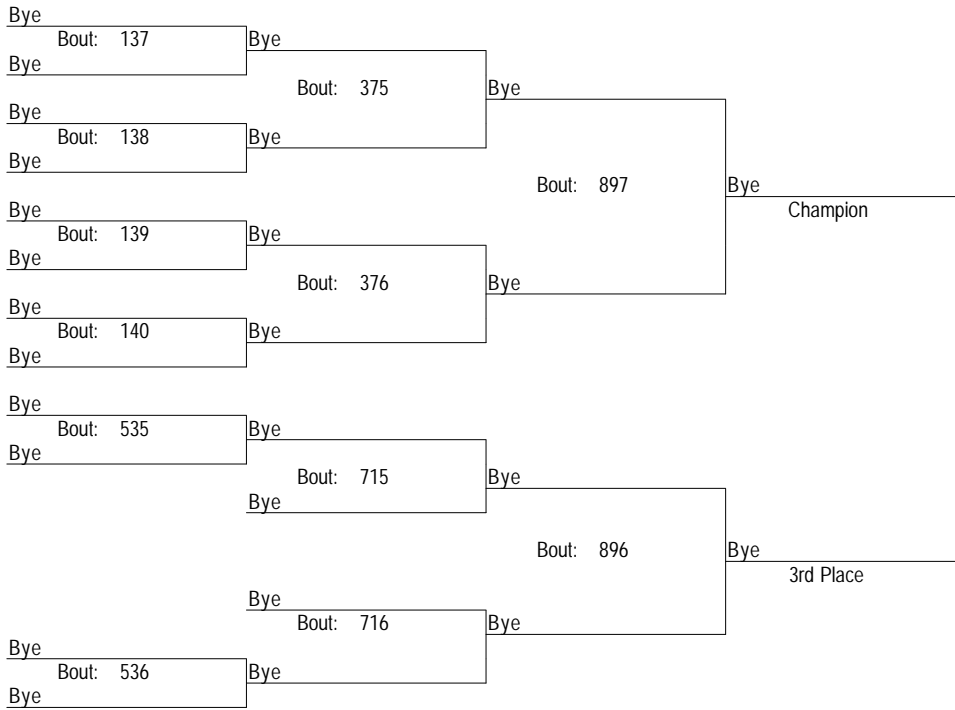 Bye
Bout: 137 Bye
Bye
Bout: 375 Bye
Bye
Bout: 138 Bye
Bye
Bout: 897 Bye
Champion
Bye
Bout: 139 Bye
Bye
Bout: 376 Bye
Bye
Bout: 140 Bye
Bye
Bye
Bout: 535 Bye
Bye
Bout: 715 Bye
Bye
Bout: 896 Bye
3rd Place
Bye
Bout: 716 Bye
Bye
Bout: 536 Bye
Bye